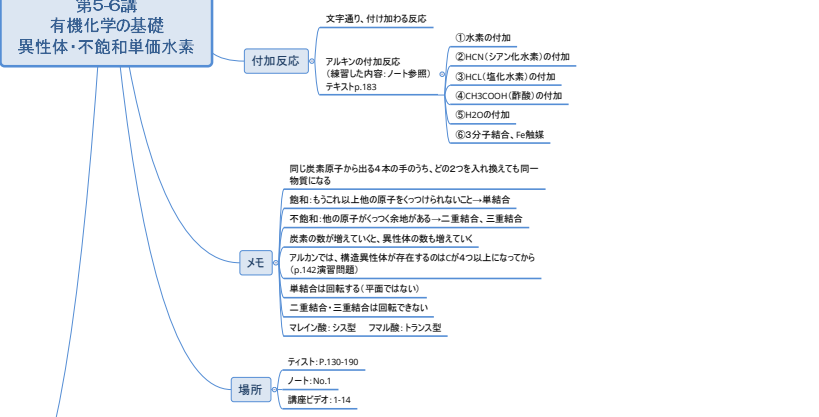 第5-6講
有機化学の基礎
異性体・不飽和単価水素
付加反応
文字通り、付け加わる反応
アルキンの付加反応
（練習した内容：ノート参照）
テキストp.183
①水素の付加
②HCN（シアン化水素）の付加
③HCL（塩化水素）の付加
④CH3COOH（酢酸）の付加
⑤H2Oの付加
⑥3分子結合、Fe触媒
メモ
同じ炭素原子から出る4本の手のうち、どの2つを入れ換えても同一
物質になる
飽和：もうこれ以上他の原子をくっつけられないこと→単結合
不飽和：他の原子がくっつく余地がある→二重結合、三重結合
炭素の数が増えていくと、異性体の数も増えていく
アルカンでは、構造異性体が存在するのはCが4つ以上になってから
（p.142演習問題）
単結合は回転する（平面ではない）
二重結合・三重結合は回転できない
マレイン酸：シス型　フマル酸：トランス型
場所
ティスト：P.130-190
ノート：No.1
講座ビデオ：1-14